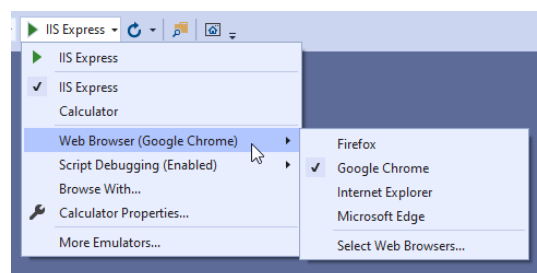 IIS Express
IIS Express
IIS Express
Calculator
Web Browser (Google Chrome)
Script Debugging (Enabled)
Browse With...
Calculator Properties...
More Emulators...
Firefox
Google Chrome
Internet Explorer
Microsoft Edge
Select Web Browsers...